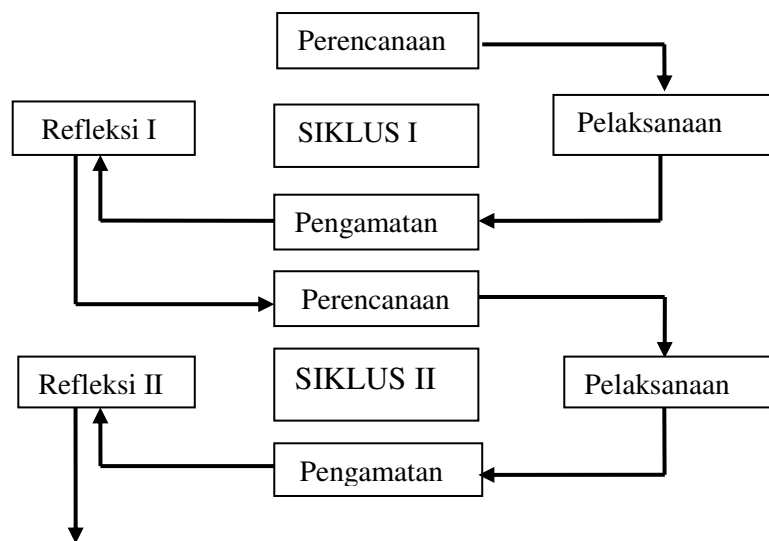 Perencanaan
Refleksi I
SIKLUS I
Pelaksanaan
Pengamatan
Perencanaan
Refleksi II
SIKLUS II
Pelaksanaan
Pengamatan